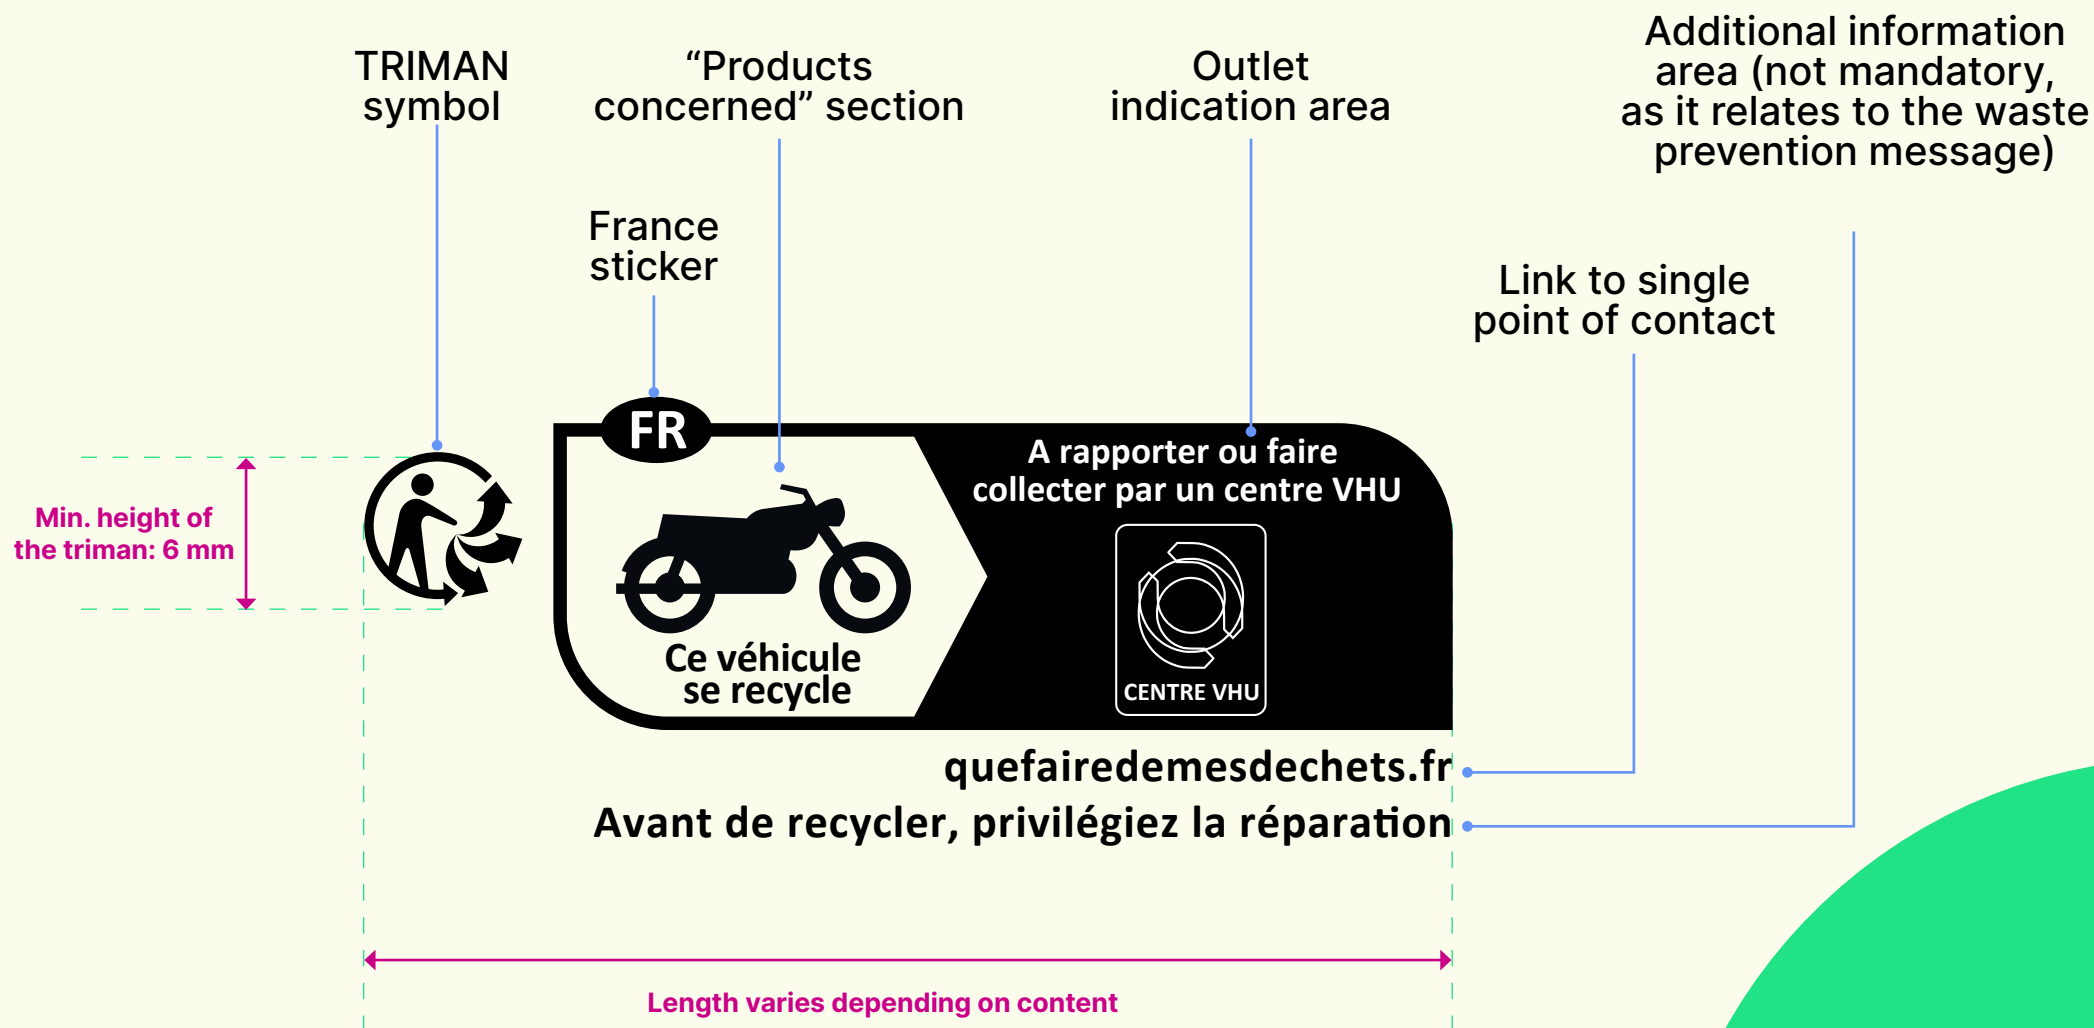 TRIMAN
symbol
“Products
concerned” section
Outlet
indication area
Additional information
area (not mandatory,
as it relates to the waste
prevention message)
France
sticker
Link to single
point of contact
FR
A rapporter ou faire
collecter par un centre VHU
Min. height of
the triman: 6 mm
Ce véhicule
se recycle
CENTRE VHU
quefairedemesdechets.fr
Avant de recycler, privilégiez la réparation
Length varies depending on content